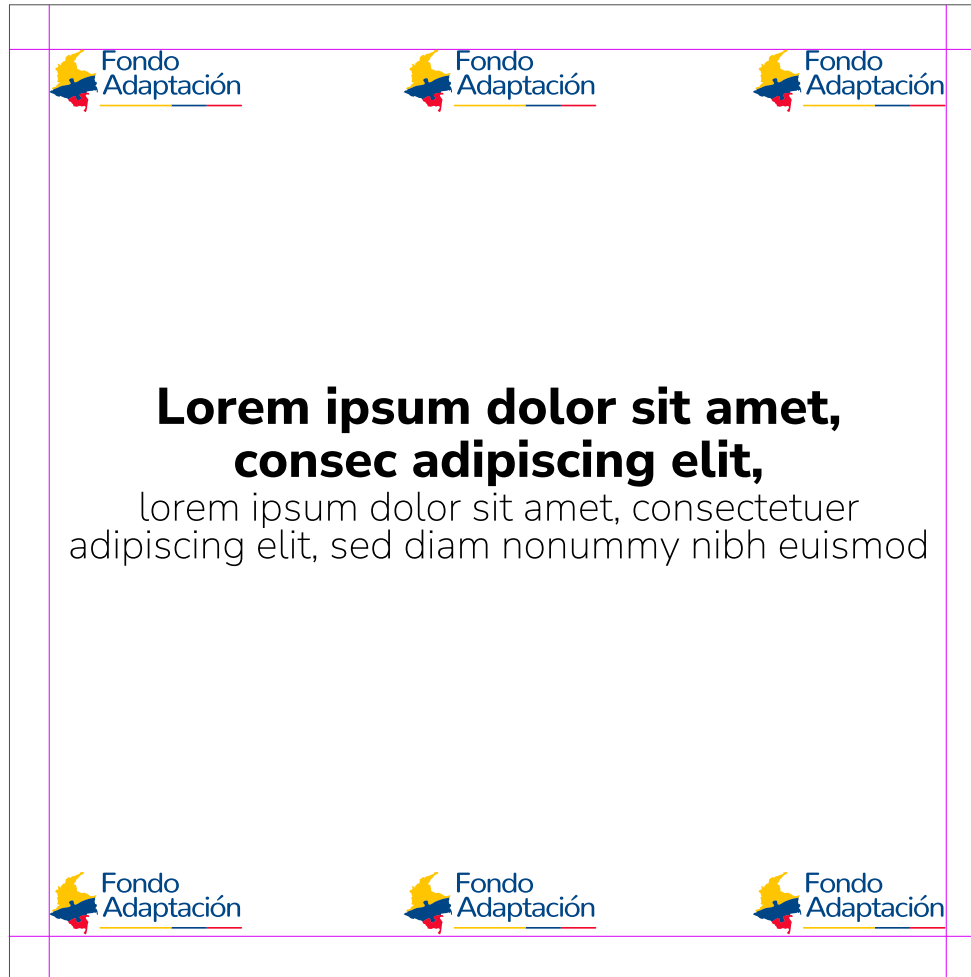 Fondo
Adaptación
Fondo
Adaptación
Fondo
Adaptación
Lorem ipsum dolor sit amet,
consec adipiscing elit,
lorem ipsum dolor sit amet, consectetuer
adipiscing elit, sed diam nonummy nibh euismod
Fondo
Adaptación
Fondo
Adaptación
Fondo
Adaptación